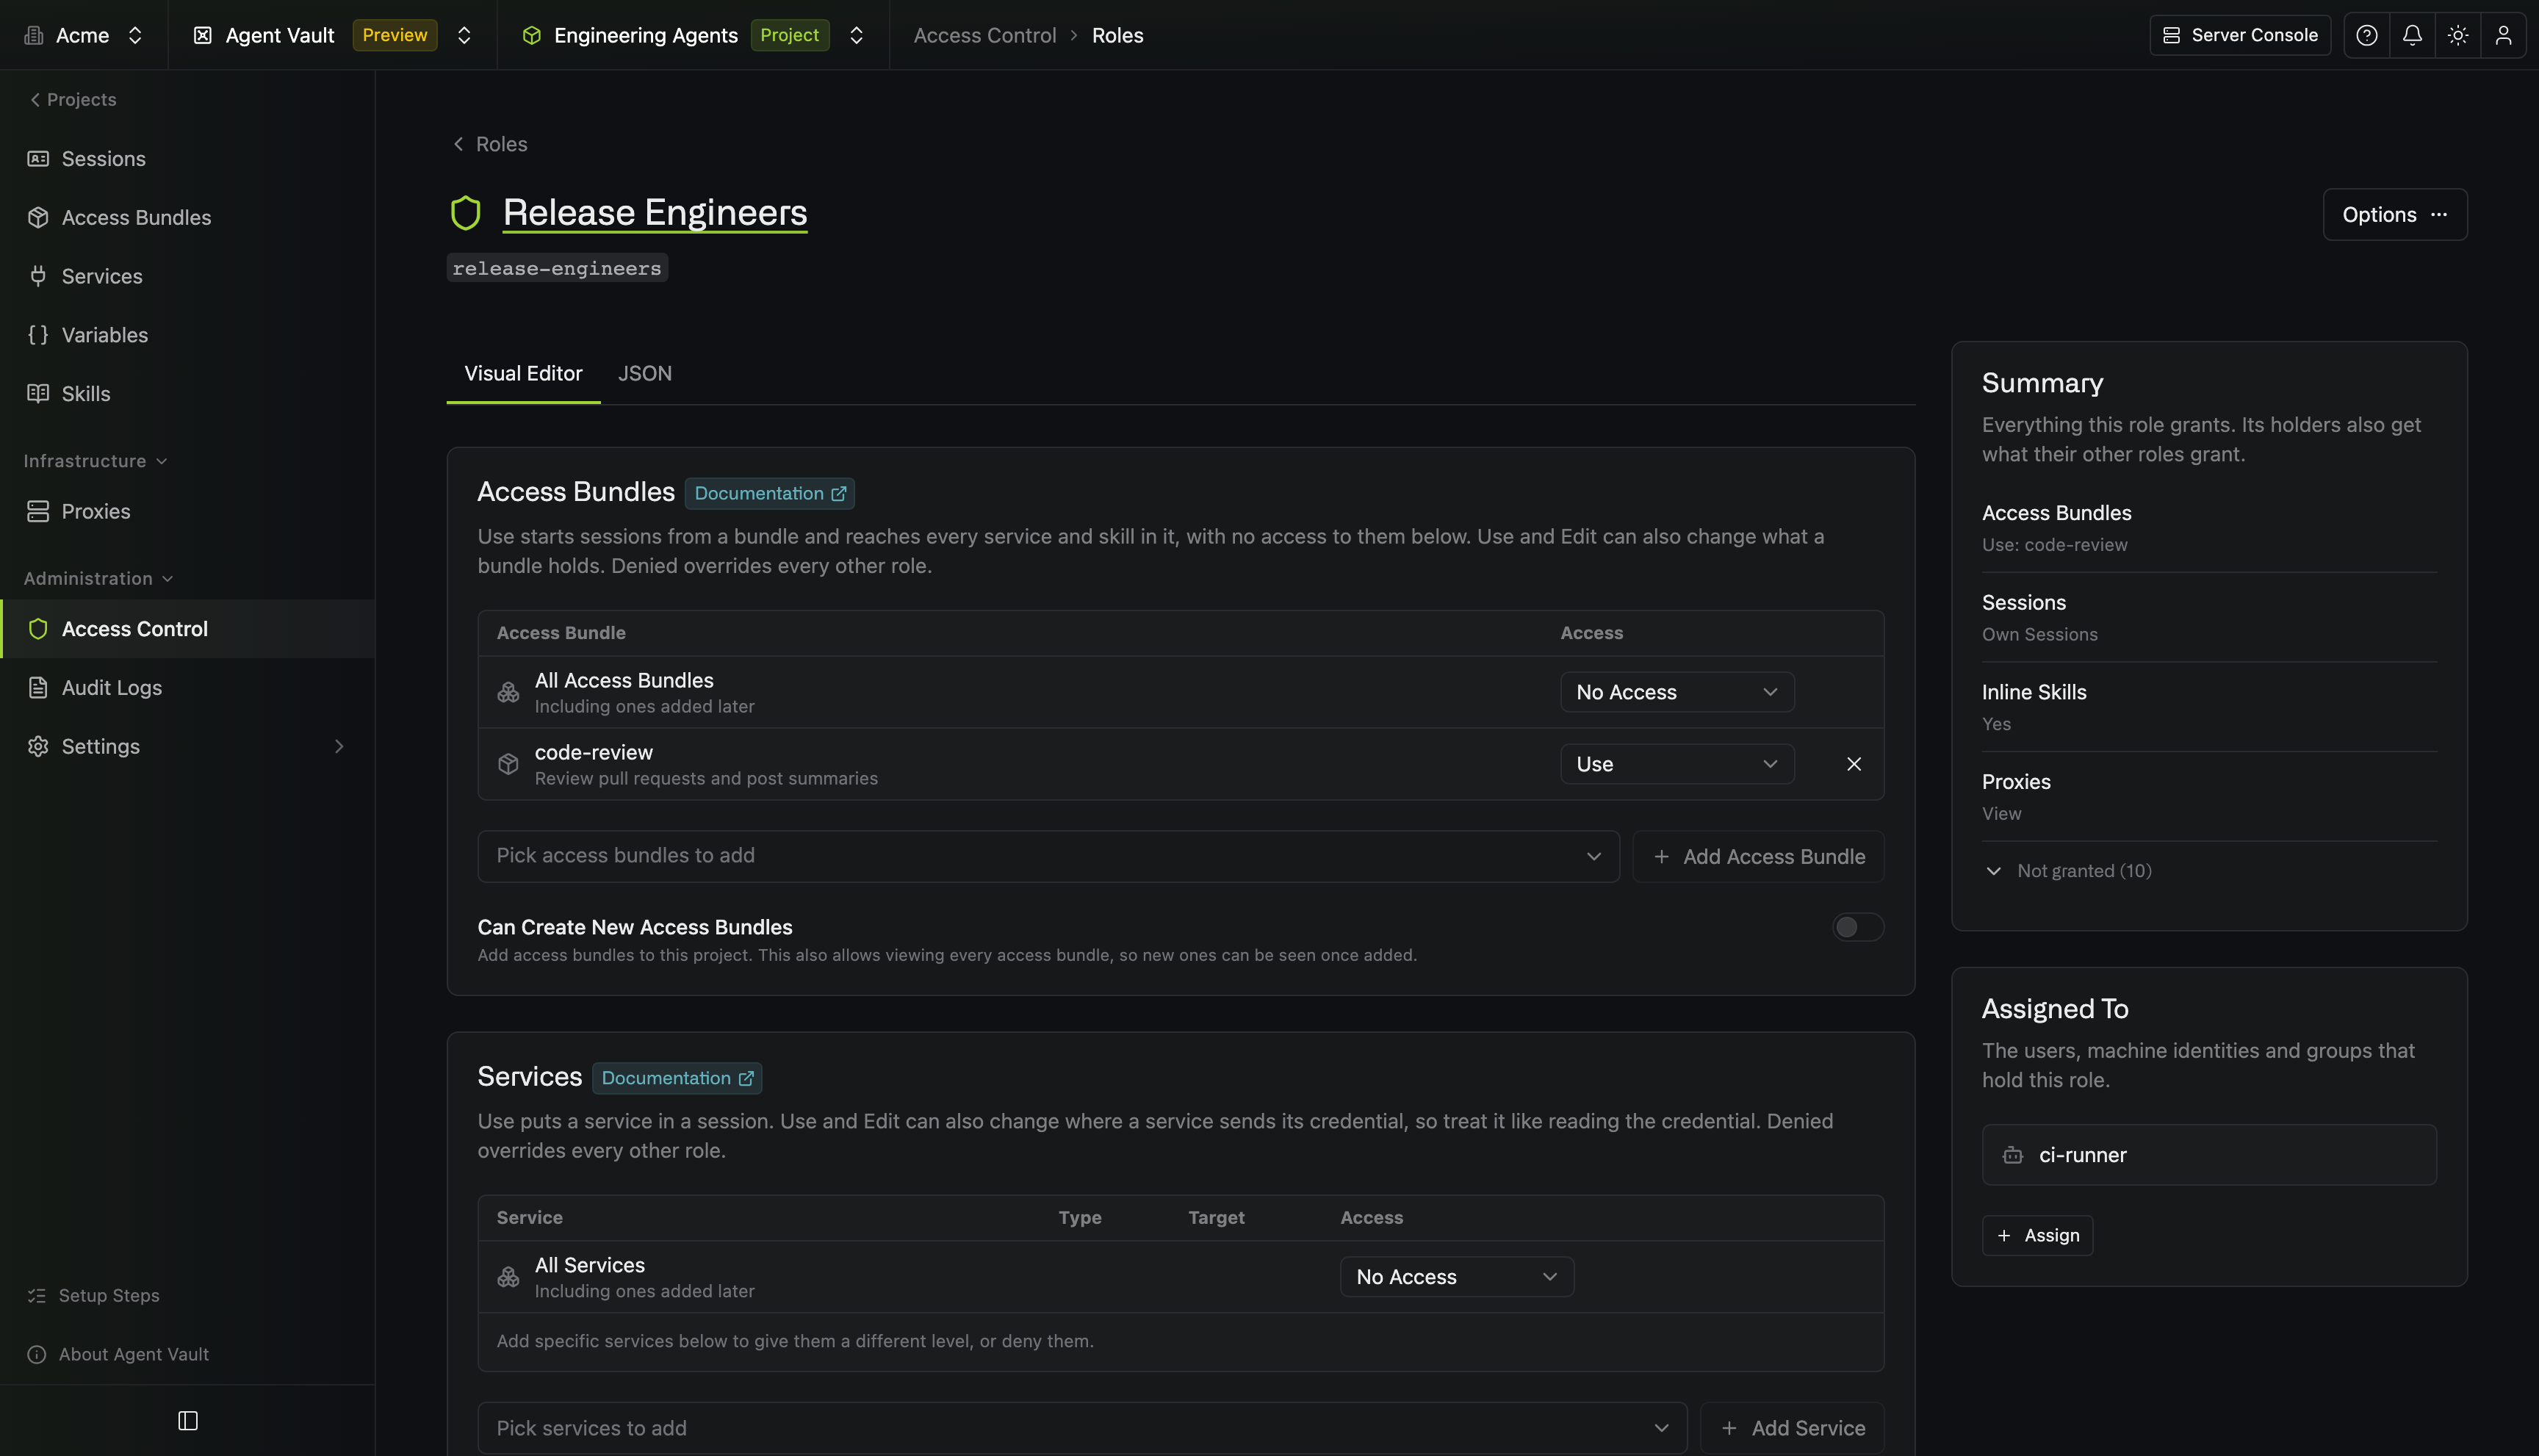 Acme
Agent Vault Preview
Engineering Agents Project
Access Control > Roles
Server Console
Projects
Sessions
Access Bundles
Services
Variables
Skills
Infrastructure
Proxies
Administration
Access Control
Audit Logs
Settings
Setup Steps
About Agent Vault
Roles
Release Engineers
release-engineers
Options ···
Visual Editor JSON
Access Bundles Documentation
Use starts sessions from a bundle and reaches every service and skill in it, with no access to them below. Use and Edit can also change what a
bundle holds. Denied overrides every other role.
Access Bundle Access
All Access Bundles
Including ones added later
No Access
code-review
Review pull requests and post summaries
Use
Pick access bundles to add
+ Add Access Bundle
Can Create New Access Bundles
Add access bundles to this project. This also allows viewing every access bundle, so new ones can be seen once added.
Services Documentation
Use puts a service in a session. Use and Edit can also change where a service sends its credential, so treat it like reading the credential. Denied
overrides every other role.
Service Type Target Access
All Services
Including ones added later
No Access
Add specific services below to give them a different level, or deny them.
Pick services to add
+ Add Service
Summary
Everything this role grants. Its holders also get
what their other roles grant.
Access Bundles
Use: code-review
Sessions
Own Sessions
Inline Skills
Yes
Proxies
View
Not granted (10)
Assigned To
The users, machine identities and groups that
hold this role.
ci-runner
+ Assign